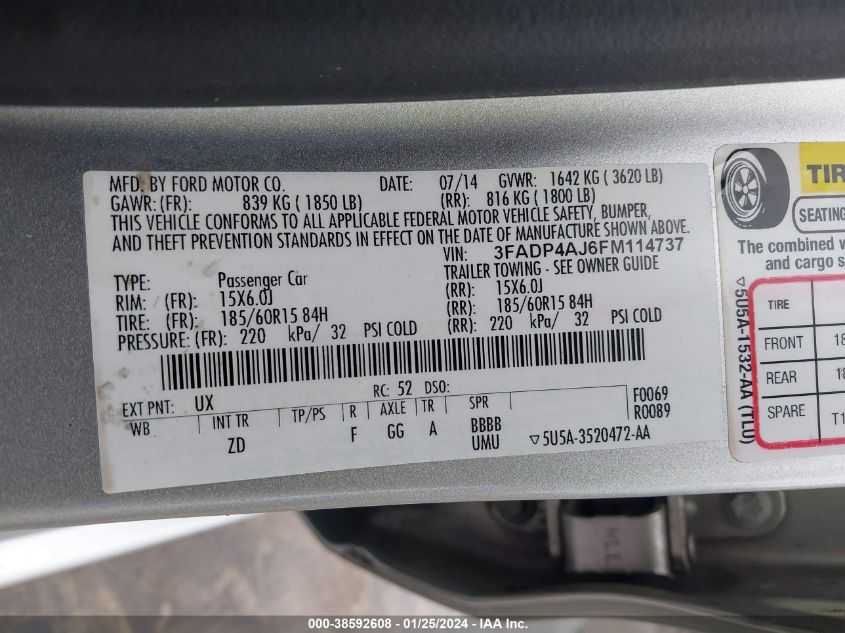 MFD. BY FORD MOTOR CO. DATE: 07/14 GVWR: 1642 KG ( 3620 LB)
GAWR: (FR): 839 KG ( 1850 LB) (RR): 816 KG ( 1800 LB)
THIS VEHICLE CONFORMS TO ALL APPLICABLE FEDERAL MOTOR VEHICLE SAFETY, BUMPER,
AND THEFT PREVENTION STANDARDS IN EFFECT ON THE DATE OF MANUFACTURE SHOWN ABOVE.
VIN: 3FADP4AJ6FM114737
TYPE: Passenger Car TRAILER TOWING - SEE OWNER GUIDE
RIM: (FR): 15X6.0J (RR): 15X6.0J
TIRE: (FR): 185/60R15 84H (RR): 185/60R15 84H
PRESSURE: (FR): 220 kPa/ 32 PSI COLD (RR): 220 kPa/ 32 PSI COLD
EXT PNT: UX RC: 52 DSO:
WB INT TR TP/PS R AXLE TR SPR F0069
R0089
ZD F GG A BBBB
UMU ▽5U5A-3520472-AA
TIR
SEATING
The combined w
and cargo s
▽5U5A-1532-AA (TL0)
TIRE
FRONT 18
REAR 18
SPARE T1
MLL
000-38592608 - 01/25/2024 - IAA Inc.